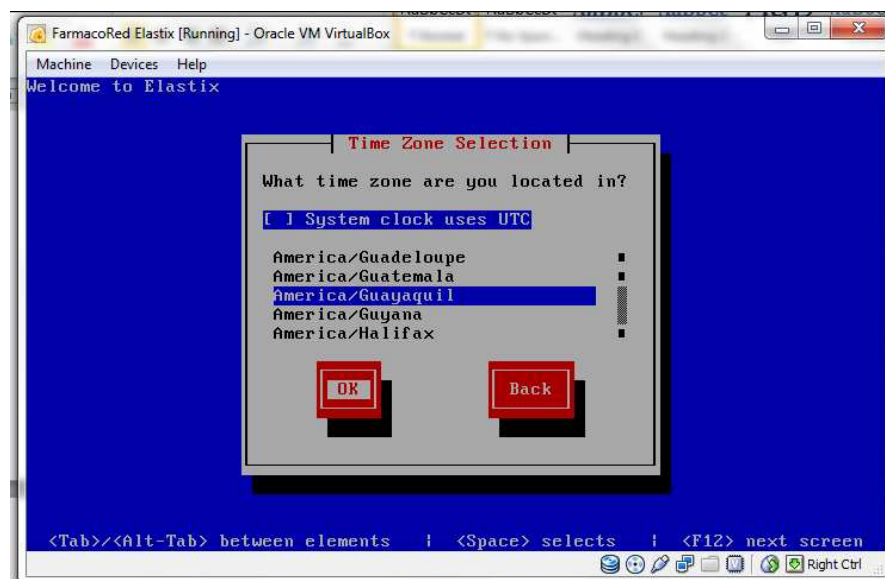 FarmacoRed Elastix [Running] - Oracle VM VirtualBox
Machine Devices Help
Welcome to Elastix
Time Zone Selection
What time zone are you located in?
[ ] System clock uses UTC
America/Guadeloupe
America/Guatemala
America/Guayaquil
America/Guyana
America/Halifax
OK Back
<Tab>/<Alt-Tab> between elements | <Space> selects | <F12> next screen
Right Ctrl